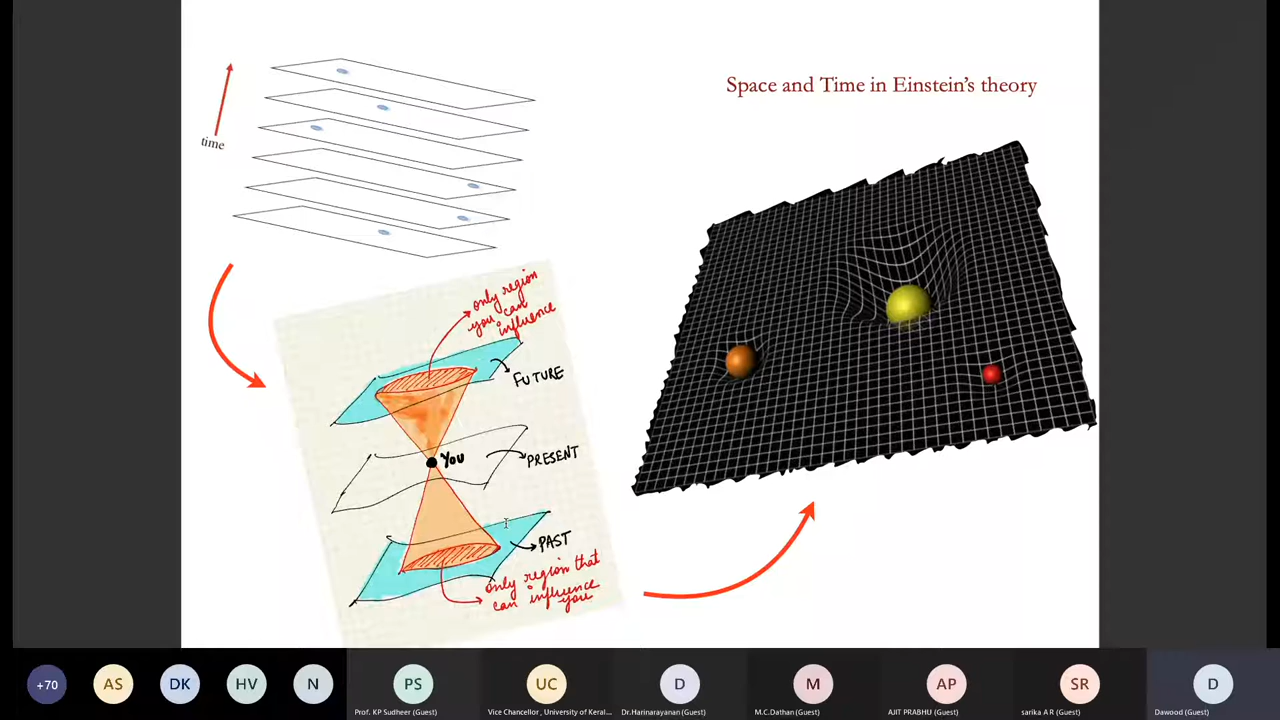 Space and Time in Einstein's theory
time
only region
you can
influence
FUTURE
YOU
PRESENT
PAST
only region that
can influence
you
+70
AS
DK
HV
N
PS
UC
D
M
AP
SR
D
Prof. KP Sudheer (Guest)
Vice Chancellor , University of Keral...
Dr.Harinarayanan (Guest)
M.C.Dathan (Guest)
AJIT PRABHU (Guest)
sarika A R (Guest)
Dawood (Guest)